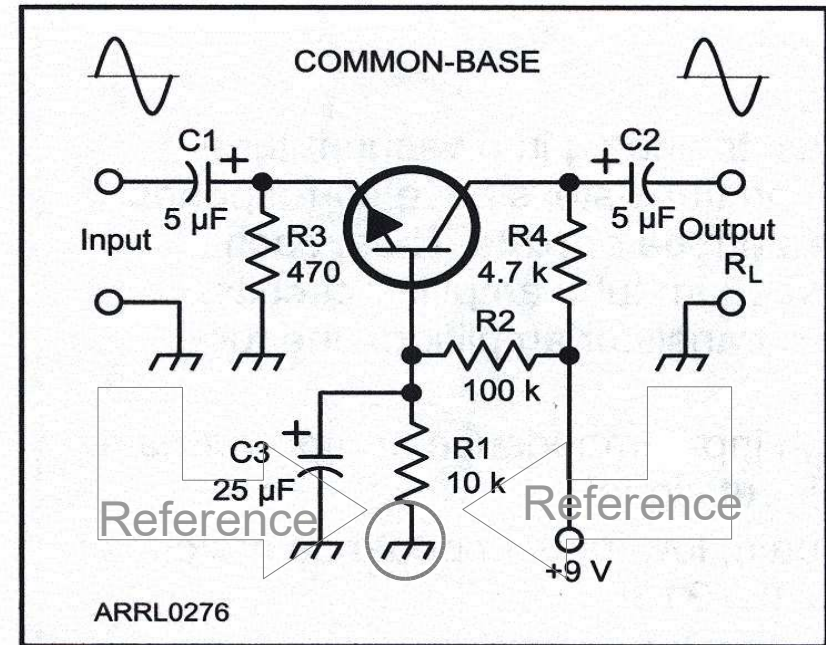 COMMON-BASE
C1
+
5 µF
Input
R3
470
C2
+
5 µF
Output
R_L
R4
4.7 k
R2
100 k
C3
+
25 µF
R1
10 k
Reference
Reference
+9 V
ARRL0276